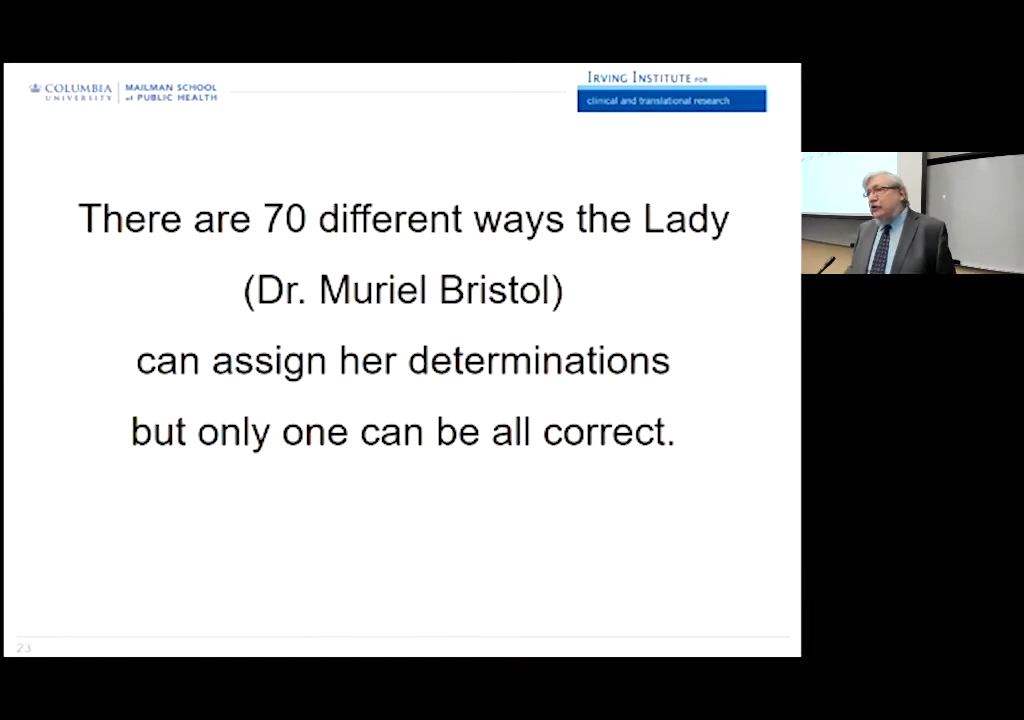 COLUMBIA UNIVERSITY
MAILMAN SCHOOL of PUBLIC HEALTH
IRVING INSTITUTE FOR
clinical and translational research
There are 70 different ways the Lady
(Dr. Muriel Bristol)
can assign her determinations
but only one can be all correct.
23